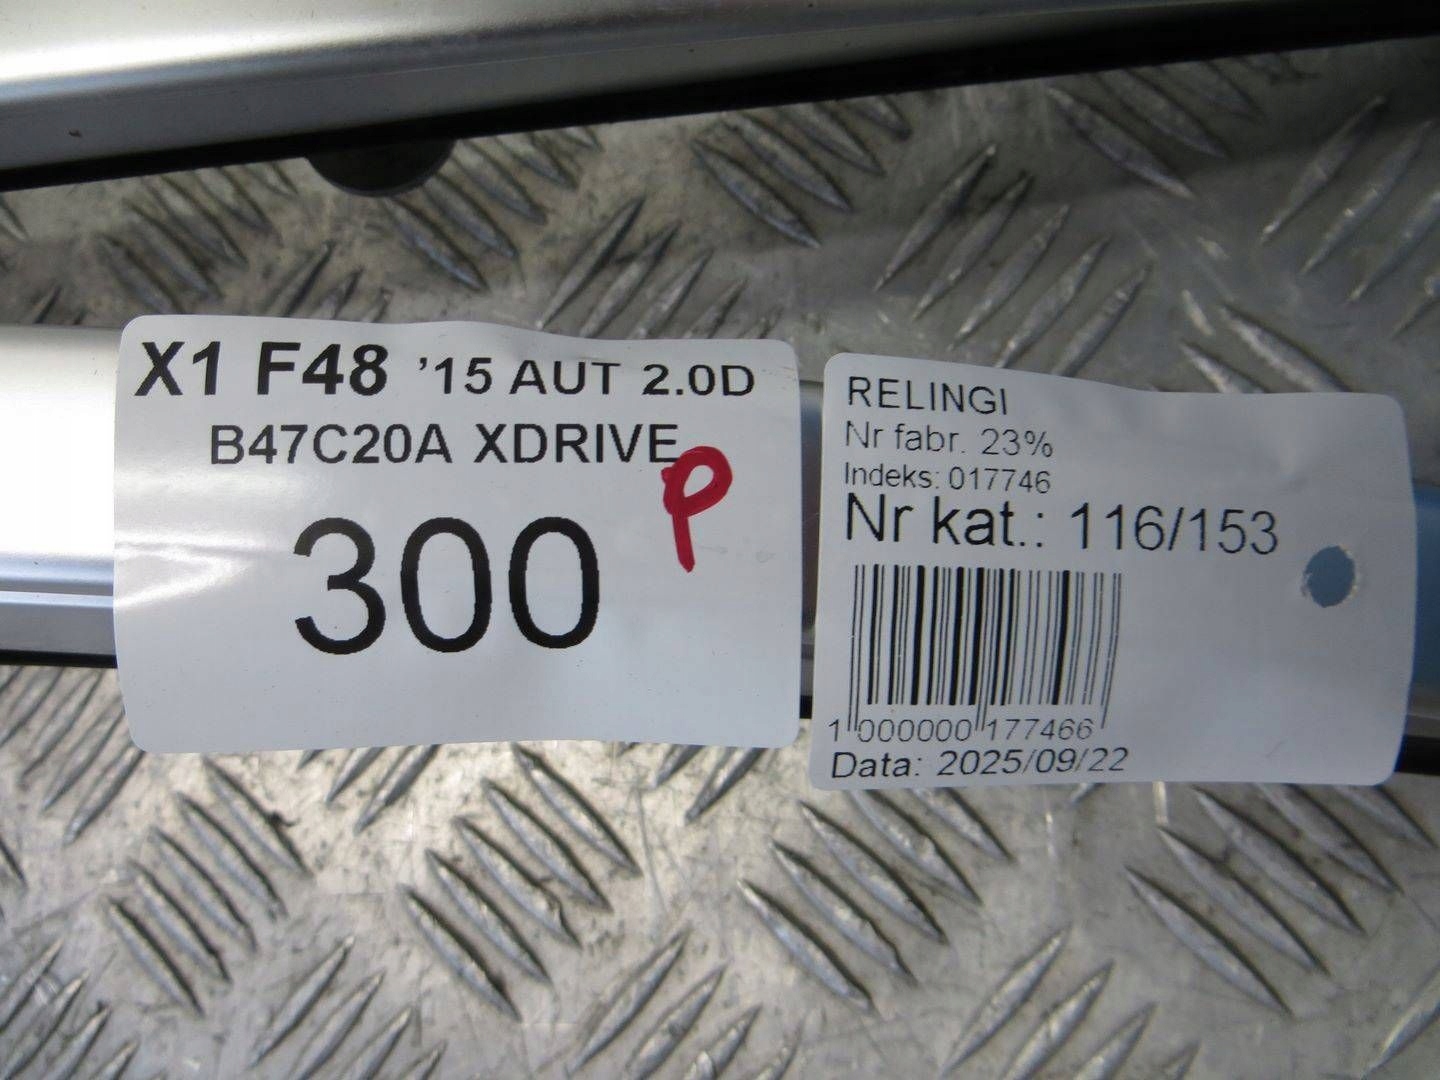 X1 F48 '15 AUT 2.0D
B47C20A XDRIVE
P
300
RELINGI
Nr fabr. 23%
Indeks: 017746
Nr kat.: 116/153
1 000000 177466
Data: 2025/09/22